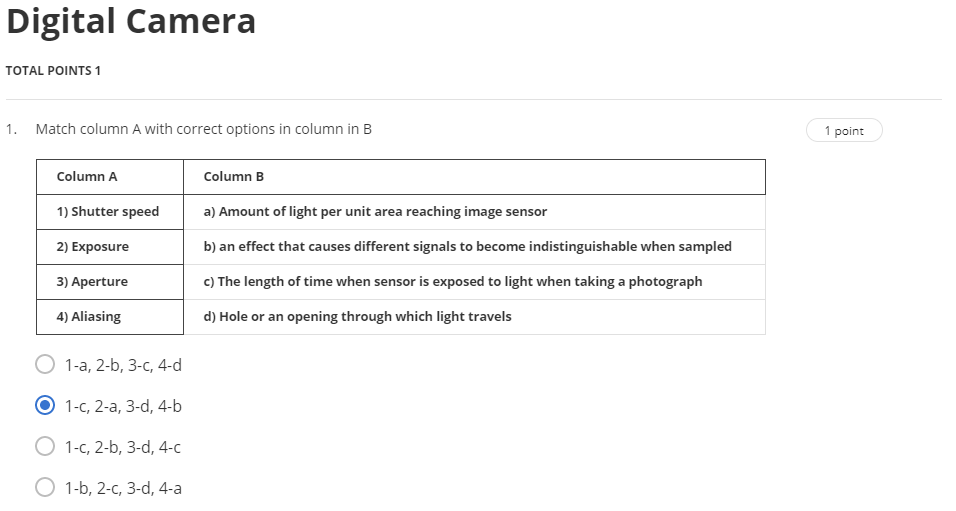 Digital Camera
TOTAL POINTS 1
1. Match column A with correct options in column in B
1 point
Column A Column B
1) Shutter speed a) Amount of light per unit area reaching image sensor
2) Exposure b) an effect that causes different signals to become indistinguishable when sampled
3) Aperture c) The length of time when sensor is exposed to light when taking a photograph
4) Aliasing d) Hole or an opening through which light travels
1-a, 2-b, 3-c, 4-d
1-c, 2-a, 3-d, 4-b
1-c, 2-b, 3-d, 4-c
1-b, 2-c, 3-d, 4-a